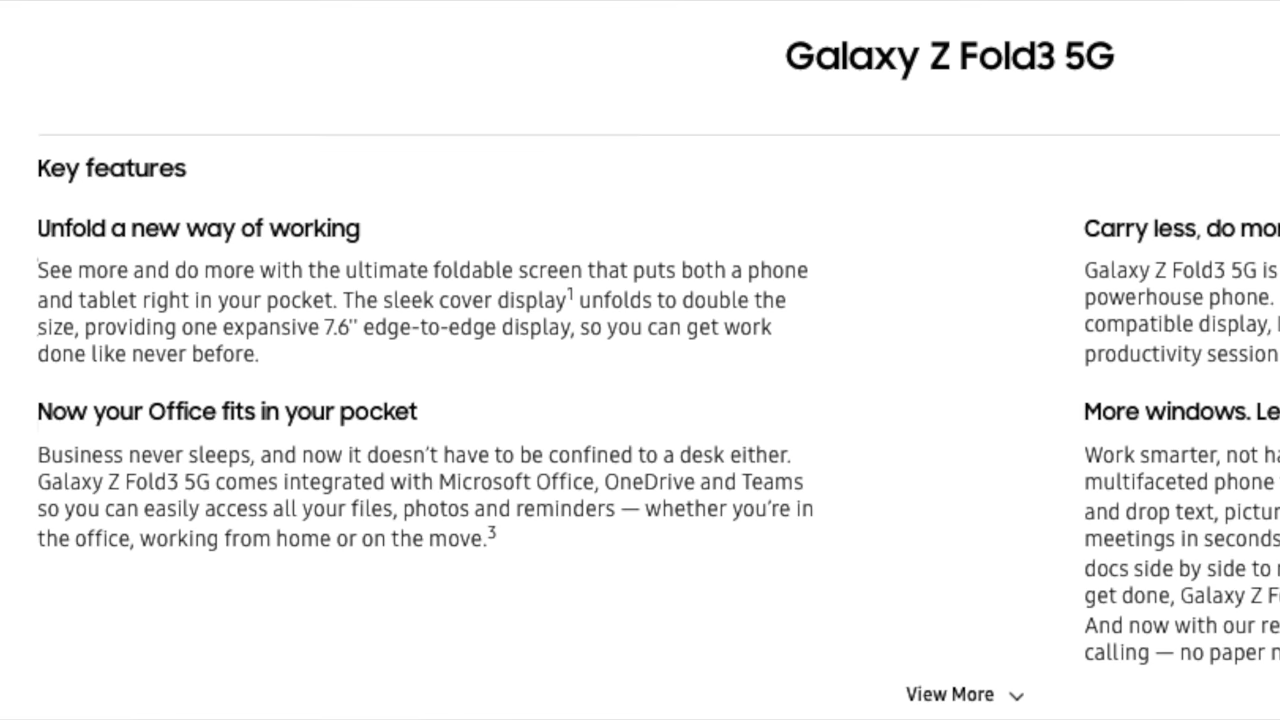 Galaxy Z Fold3 5G
Key features
Unfold a new way of working
See more and do more with the ultimate foldable screen that puts both a phone
and tablet right in your pocket. The sleek cover display¹ unfolds to double the
size, providing one expansive 7.6" edge-to-edge display, so you can get work
done like never before.
Now your Office fits in your pocket
Business never sleeps, and now it doesn't have to be confined to a desk either.
Galaxy Z Fold3 5G comes integrated with Microsoft Office, OneDrive and Teams
so you can easily access all your files, photos and reminders — whether you're in
the office, working from home or on the move.³
Carry less, do
Galaxy Z Fold3 5G is
powerhouse phone.
compatible display,
productivity session
More windows.
Work smarter, not
multifaceted phone
and drop text,
meetings in seconds
docs side by side to
get done, Galaxy Z
And now with our
calling — no paper
View More